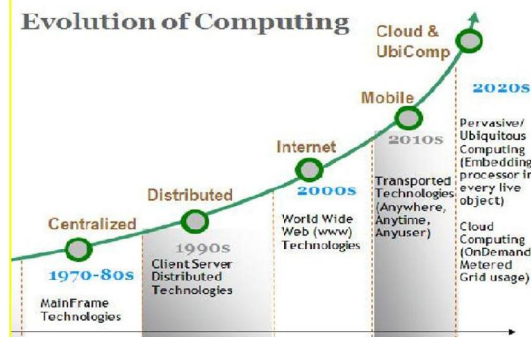 Evolution of Computing
Cloud &
UbiComp
2020s
Mobile
2010s
Pervasive/
Ubiquitous
Computing
(Embedding
processor in
every live
object)
Cloud
Computing
(OnDemand
Metered
Grid usage)
Internet
2000s
Transported
Technologies
(Anywhere,
Anytime,
Anyuser)
Distributed
1990s
World Wide
Web (www)
Technologies
Centralized
1970-80s
Client Server
Distributed
Technologies
MainFrame
Technologies